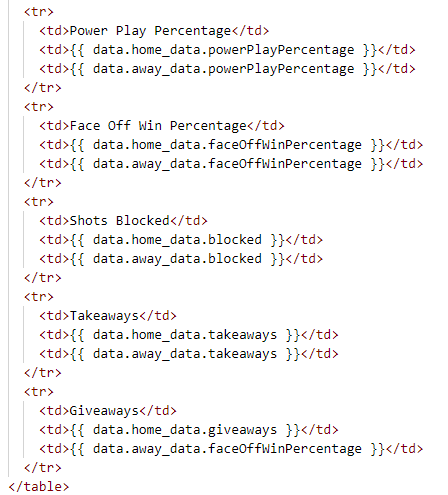 <tr>
<td>Power Play Percentage</td>
<td>{{ data.home_data.powerPlayPercentage }}</td>
<td>{{ data.away_data.powerPlayPercentage }}</td>
</tr>
<tr>
<td>Face Off Win Percentage</td>
<td>{{ data.home_data.faceOffWinPercentage }}</td>
<td>{{ data.away_data.faceOffWinPercentage }}</td>
</tr>
<tr>
<td>Shots Blocked</td>
<td>{{ data.home_data.blocked }}</td>
<td>{{ data.away_data.blocked }}</td>
</tr>
<tr>
<td>Takeaways</td>
<td>{{ data.home_data.takeaways }}</td>
<td>{{ data.away_data.takeaways }}</td>
</tr>
<tr>
<td>Giveaways</td>
<td>{{ data.home_data.giveaways }}</td>
<td>{{ data.away_data.faceOffWinPercentage }}</td>
</tr>
</table>